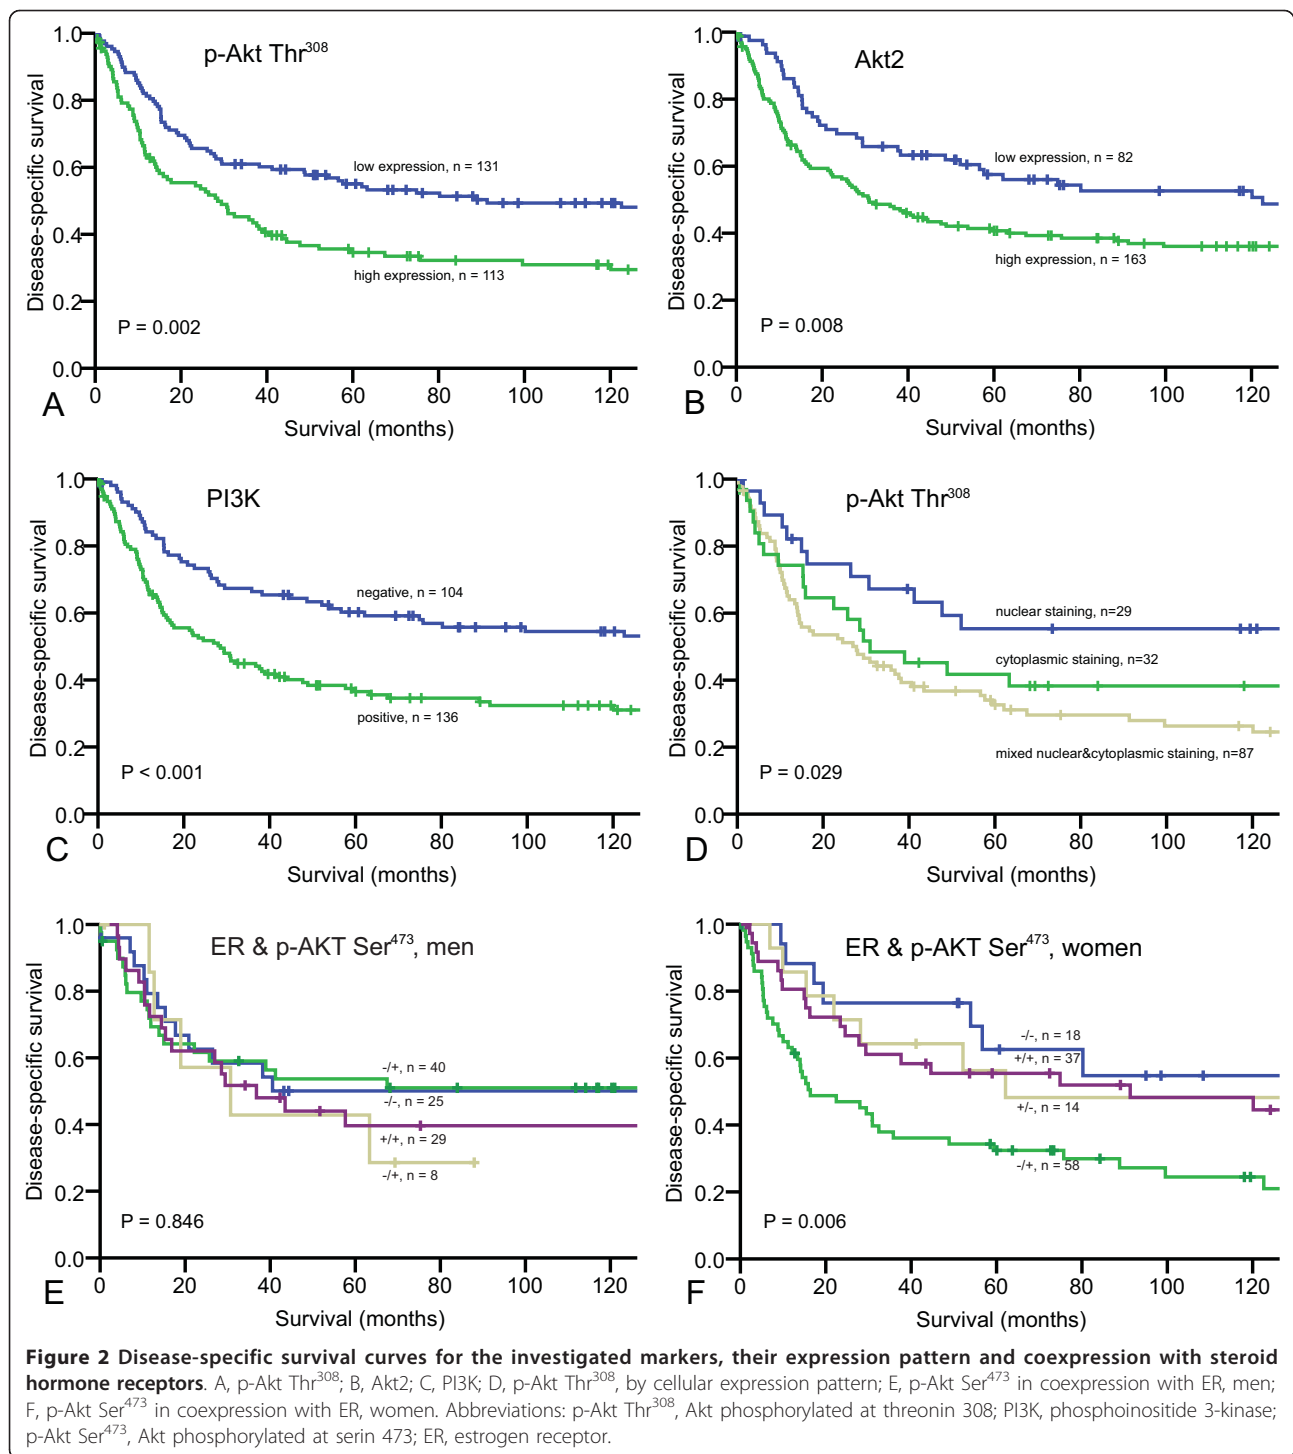 p-Akt Thr308
Disease-specific survival
1.0
0.8
0.6
0.4
0.2
0.0
low expression, n = 131
high expression, n = 113
P = 0.002
0 20 40 60 80 100 120
Survival (months)
A
Akt2
Disease-specific survival
1.0
0.8
0.6
0.4
0.2
0.0
low expression, n = 82
high expression, n = 163
P = 0.008
0 20 40 60 80 100 120
Survival (months)
B
PI3K
Disease-specific survival
1.0
0.8
0.6
0.4
0.2
0.0
negative, n = 104
positive, n = 136
P < 0.001
0 20 40 60 80 100 120
Survival (months)
C
p-Akt Thr308
Disease-specific survival
1.0
0.8
0.6
0.4
0.2
0.0
nuclear staining, n=29
cytoplasmic staining, n=32
mixed nuclear&cytoplasmic staining, n=87
P = 0.029
0 20 40 60 80 100 120
Survival (months)
D
ER & p-AKT Ser473, men
Disease-specific survival
1.0
0.8
0.6
0.4
0.2
0.0
-/+, n = 40
-/-, n = 25
+/+, n = 29
-/+, n = 8
P = 0.846
0 20 40 60 80 100 120
Survival (months)
E
ER & p-AKT Ser473, women
Disease-specific survival
1.0
0.8
0.6
0.4
0.2
0.0
-/-, n = 18
+/+, n = 37
+/-, n = 14
-/+, n = 58
P = 0.006
0 20 40 60 80 100 120
Survival (months)
F
Figure 2 Disease-specific survival curves for the investigated markers, their expression pattern and coexpression with steroid
hormone receptors. A, p-Akt Thr308; B, Akt2; C, PI3K; D, p-Akt Thr308, by cellular expression pattern; E, p-Akt Ser473 in coexpression with ER, men;
F, p-Akt Ser473 in coexpression with ER, women. Abbreviations: p-Akt Thr308, Akt phosphorylated at threonin 308; PI3K, phosphoinositide 3-kinase;
p-Akt Ser473, Akt phosphorylated at serin 473; ER, estrogen receptor.